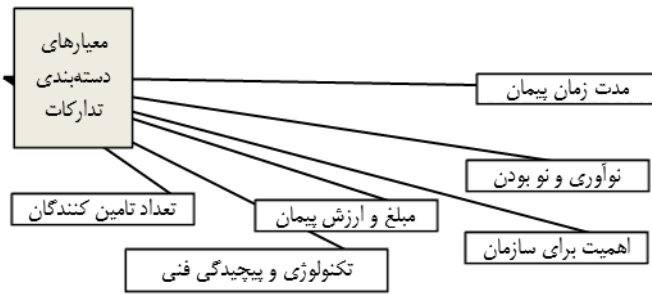 معیارهای
دسته‌بندی
تدارکات
مدت زمان پیمان
نوآوری و نو بودن
تعداد تامین کنندگان
مبلغ و ارزش پیمان
اهمیت برای سازمان
تکنولوژی و پیچیدگی فنی